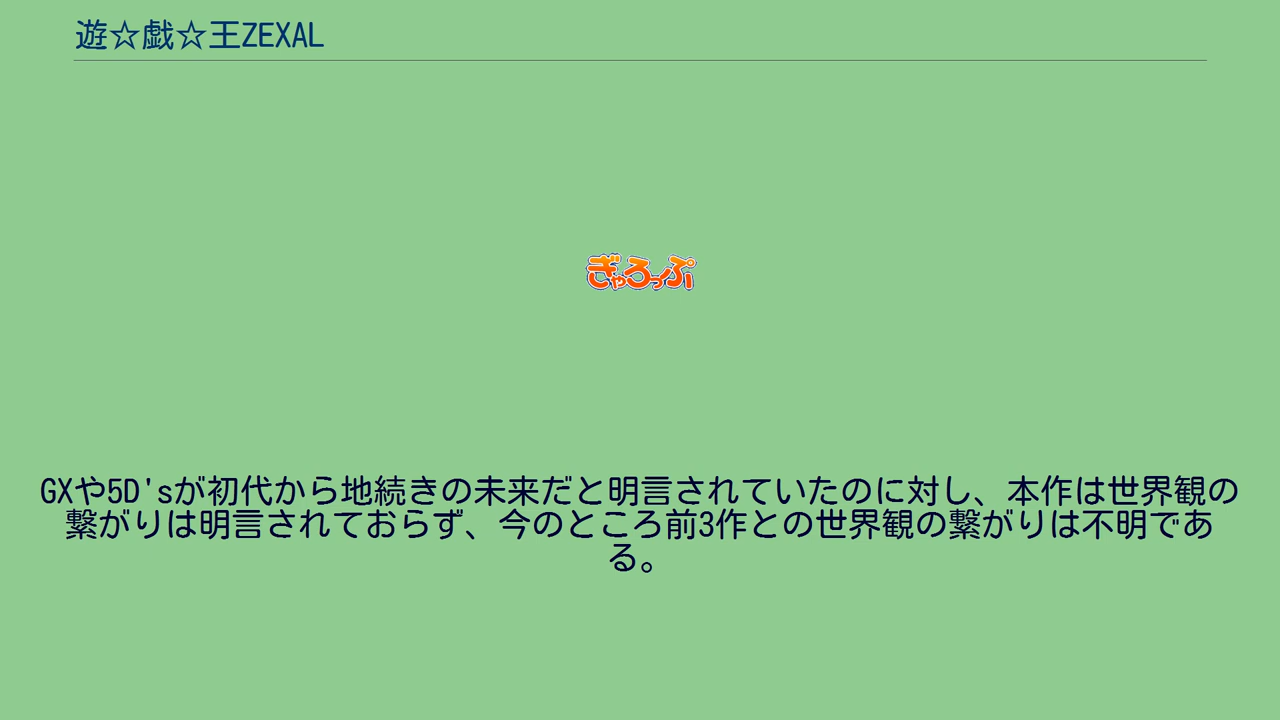 遊☆戯☆王ZEXAL
ぎゃろっぷ
GXや5D'sが初代から地続きの未来だと明言されていたのに対し、本作は世界観の
繋がりは明言されておらず、今のところ前3作との世界観の繋がりは不明であ
る。